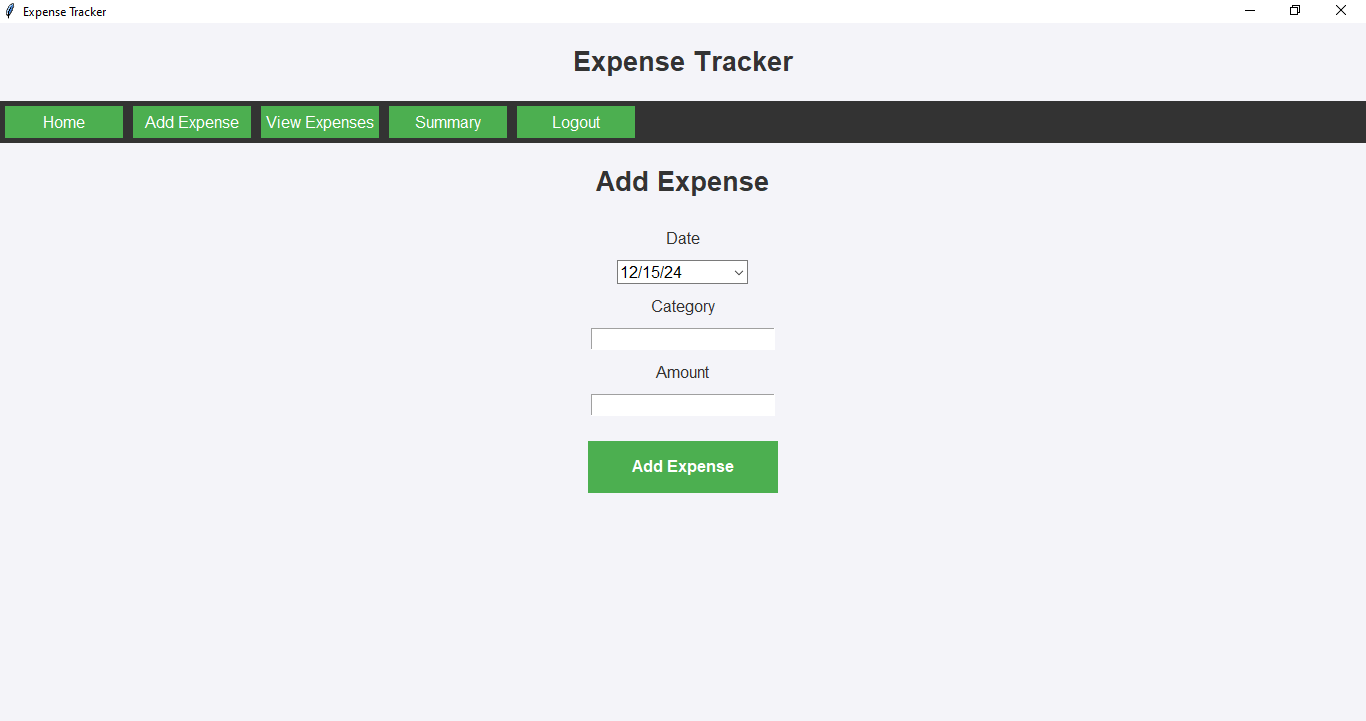 Expense Tracker
Expense Tracker
Home Add Expense View Expenses Summary Logout
Add Expense
Date
12/15/24
Category
Amount
Add Expense